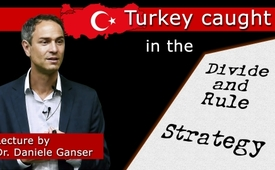 Turkey caught
in the
Divide
and
Rule
Strategy
Lecture by
Dr. Daniele Ganser